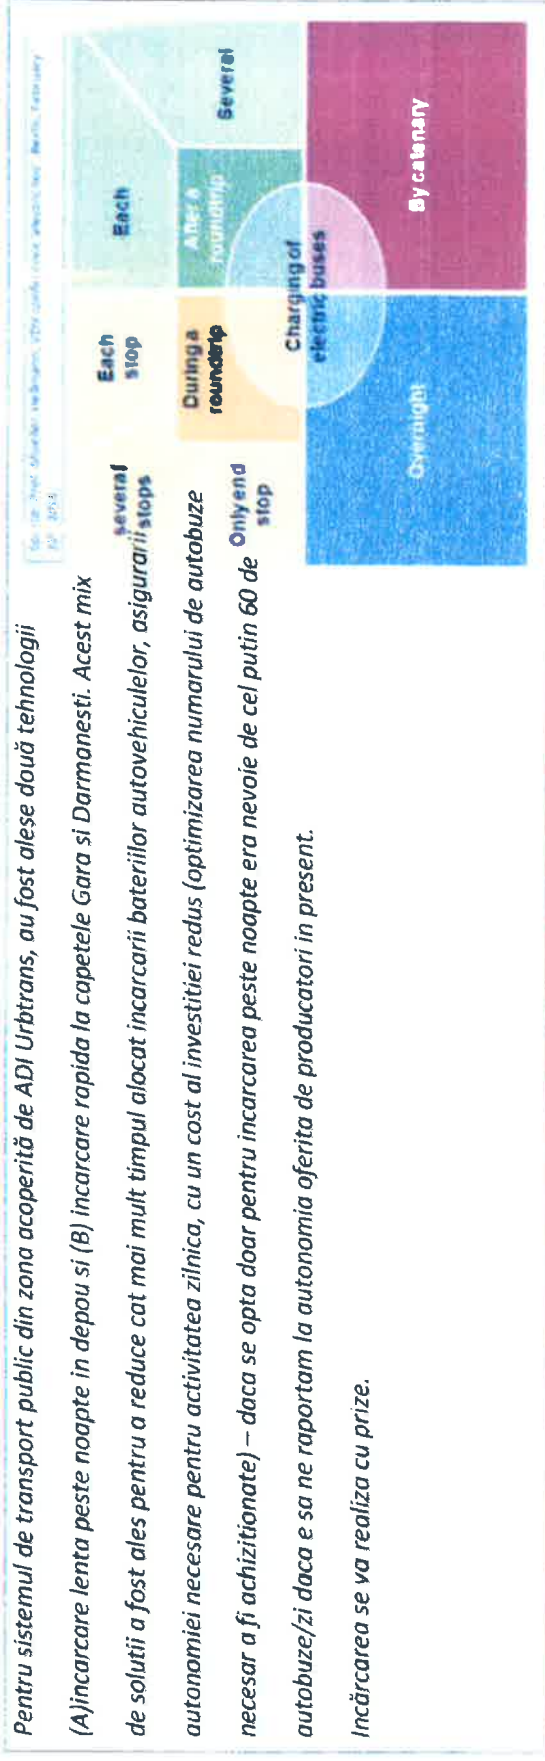 Pentru sistemul de transport public din zona acoperită de ADI Urbtrans, au fost alese două tehnologii
(A)incarcare lenta peste noapte in depou si (B) incarcare rapida la capetele Gara si Darmanesti. Acest mix
de solutii a fost ales pentru a reduce cat mai mult timpul alocat incarcarii bateriilor autovehiculelor, asigurarii
autonomiei necesare pentru activitatea zilnica, cu un cost al investitiei redus (optimizarea numarului de autobuze
necesar a fi achizitionate) – daca se opta doar pentru incarcarea peste noapte era nevoie de cel putin 60 de
autobuze/zi daca e sa ne raportam la autonomia oferita de producatori in present.
Incărcarea se va realiza cu prize.
several
stops
Each
stop
Each
Several
Only end
stop
During a
roundtrip
After a
roundtrip
Charging of
electric buses
Overnight
By catenary